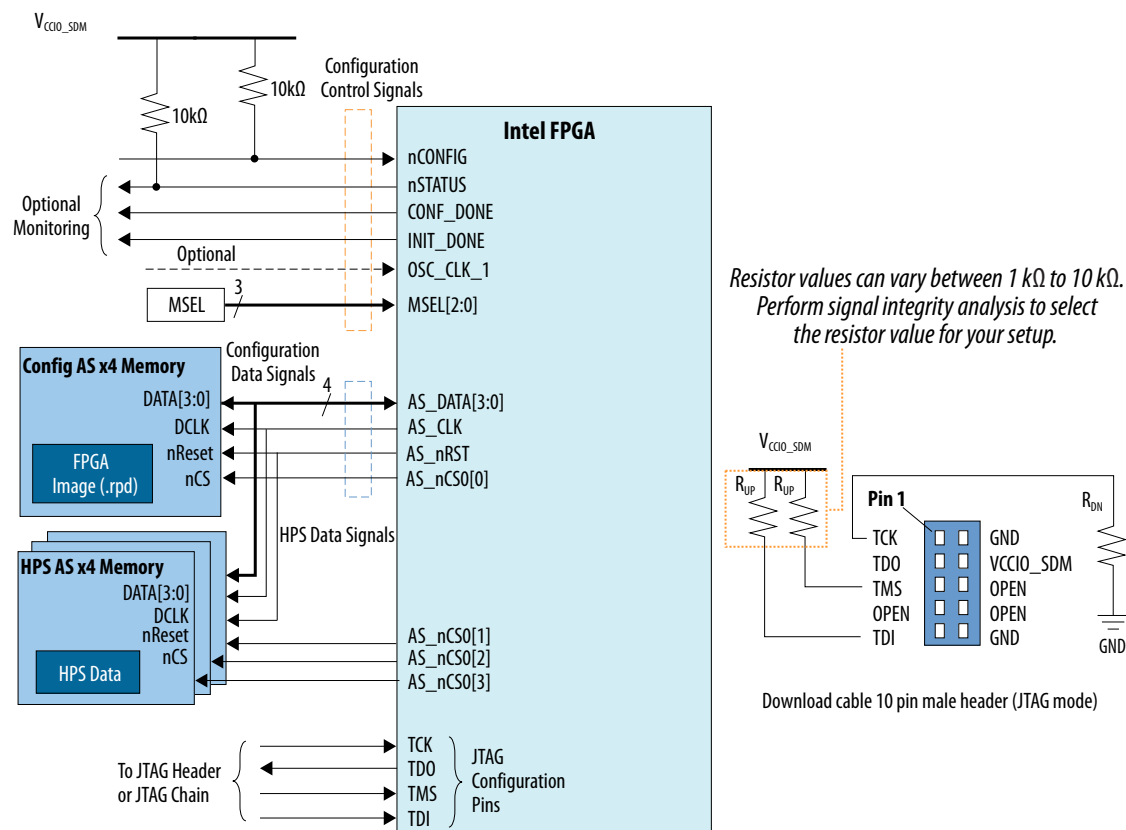 VCCIO_SDM
10kΩ
10kΩ
Configuration
Control Signals
Intel FPGA
nCONFIG
nSTATUS
CONF_DONE
INIT_DONE
OSC_CLK_1
MSEL[2:0]
Optional
Monitoring
Optional
MSEL
3
Configuration
Data Signals
4
Config AS x4 Memory
DATA[3:0]
DCLK
nReset
nCS
FPGA
Image (.rpd)
AS_DATA[3:0]
AS_CLK
AS_nRST
AS_nCS0[0]
HPS Data Signals
HPS AS x4 Memory
DATA[3:0]
DCLK
nReset
nCS
HPS Data
AS_nCS0[1]
AS_nCS0[2]
AS_nCS0[3]
To JTAG Header
or JTAG Chain
TCK
TDO
TMS
TDI
JTAG
Configuration
Pins
Resistor values can vary between 1 kΩ to 10 kΩ.
Perform signal integrity analysis to select
the resistor value for your setup.
VCCIO_SDM
RUP
RUP
Pin 1
RDN
TCK
TDO
TMS
OPEN
TDI
GND
VCCIO_SDM
OPEN
OPEN
GND
GND
Download cable 10 pin male header (JTAG mode)